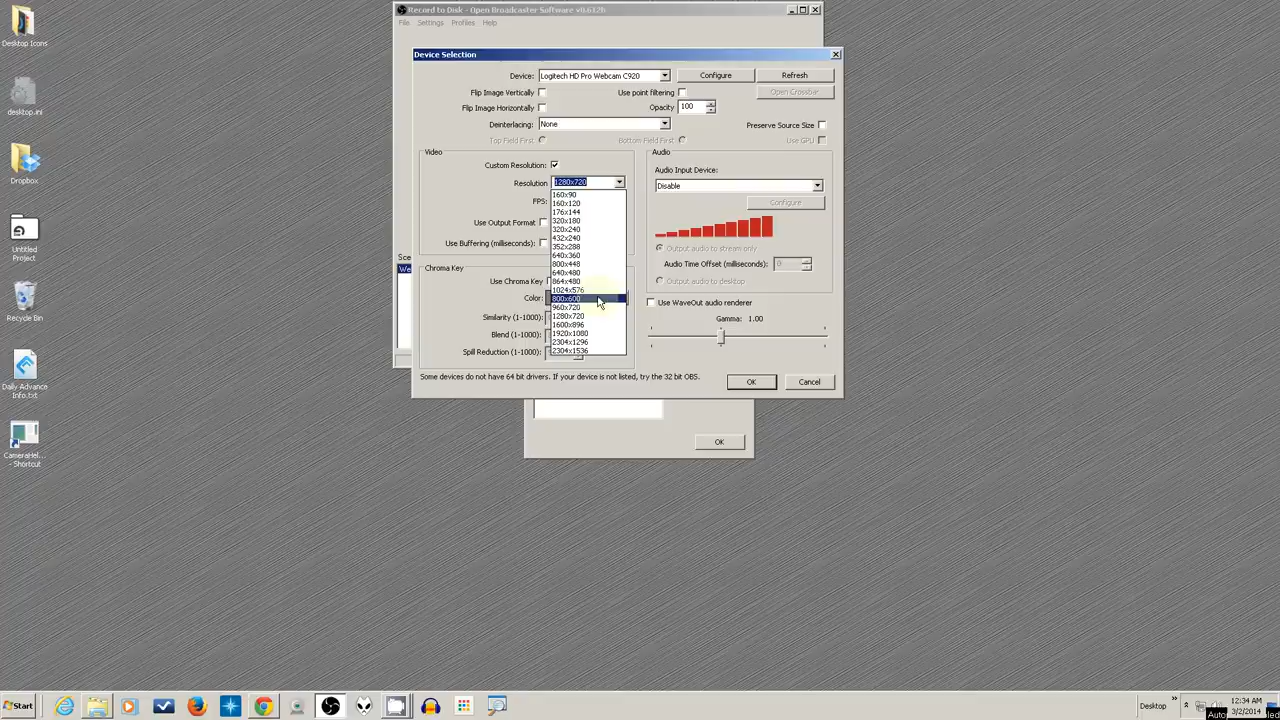 Record to Disk - Open Broadcaster Software v0.612b
File Settings Profiles Help
Device Selection
Device: Logitech HD Pro Webcam C920 Configure Refresh
Flip Image Vertically Use point filtering Open Crossbar
Flip Image Horizontally Opacity 100
Deinterlacing: None Preserve Source Size
Top Field First Bottom Field First Use GPU
Video
Custom Resolution:
Resolution 1280x720
FPS:
Use Output Format
Use Buffering (milliseconds):
160x90
160x120
176x144
320x180
320x240
432x240
352x288
640x360
800x448
640x480
864x480
1024x576
800x600
960x720
1280x720
1600x896
1920x1080
2304x1296
2304x1536
Audio
Audio Input Device:
Disable
Configure
Output audio to stream only
Audio Time Offset (milliseconds): 0
Output audio to desktop
Use WaveOut audio renderer
Gamma: 1.00
Chroma Key
Use Chroma Key
Color:
Similarity (1-1000):
Blend (1-1000):
Spill Reduction (1-1000):
Some devices do not have 64 bit drivers. If your device is not listed, try the 32 bit OBS.
OK Cancel
OK
Sce
We
Desktop Icons
desktop.ini
Dropbox
Untitled
Project
Recycle Bin
Daily Advance
Info.txt
CameraHel...
- Shortcut
Start
Desktop
12:34 AM
3/2/2014